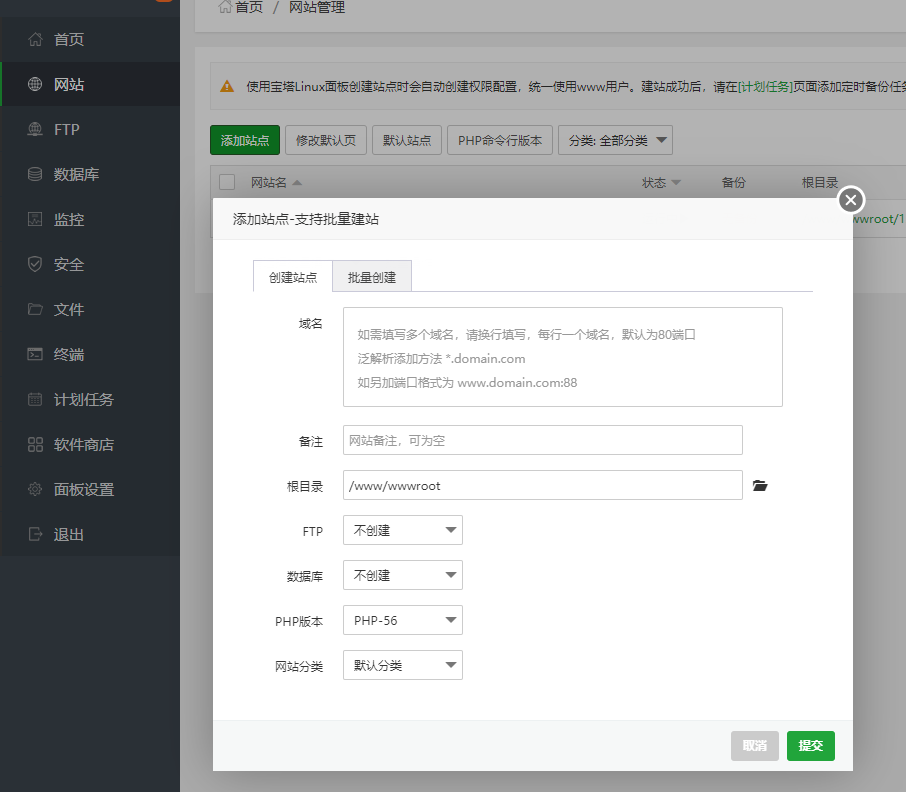 首页 / 网站管理
首页
网站
FTP
数据库
监控
安全
文件
终端
计划任务
软件商店
面板设置
退出
使用宝塔Linux面板创建站点时会自动创建权限配置，统一使用www用户。建站成功后，请在[计划任务]页面添加定时备份任
添加站点 修改默认页 默认站点 PHP命令行版本 分类: 全部分类
网站名 状态 备份 根目录
wwroot/1
添加站点-支持批量建站
创建站点 批量创建
域名
如需填写多个域名，请换行填写，每行一个域名，默认为80端口
泛解析添加方法 *.domain.com
如另加端口格式为 www.domain.com:88
备注 网站备注，可为空
根目录 /www/wwwroot
FTP 不创建
数据库 不创建
PHP版本 PHP-56
网站分类 默认分类
取消 提交